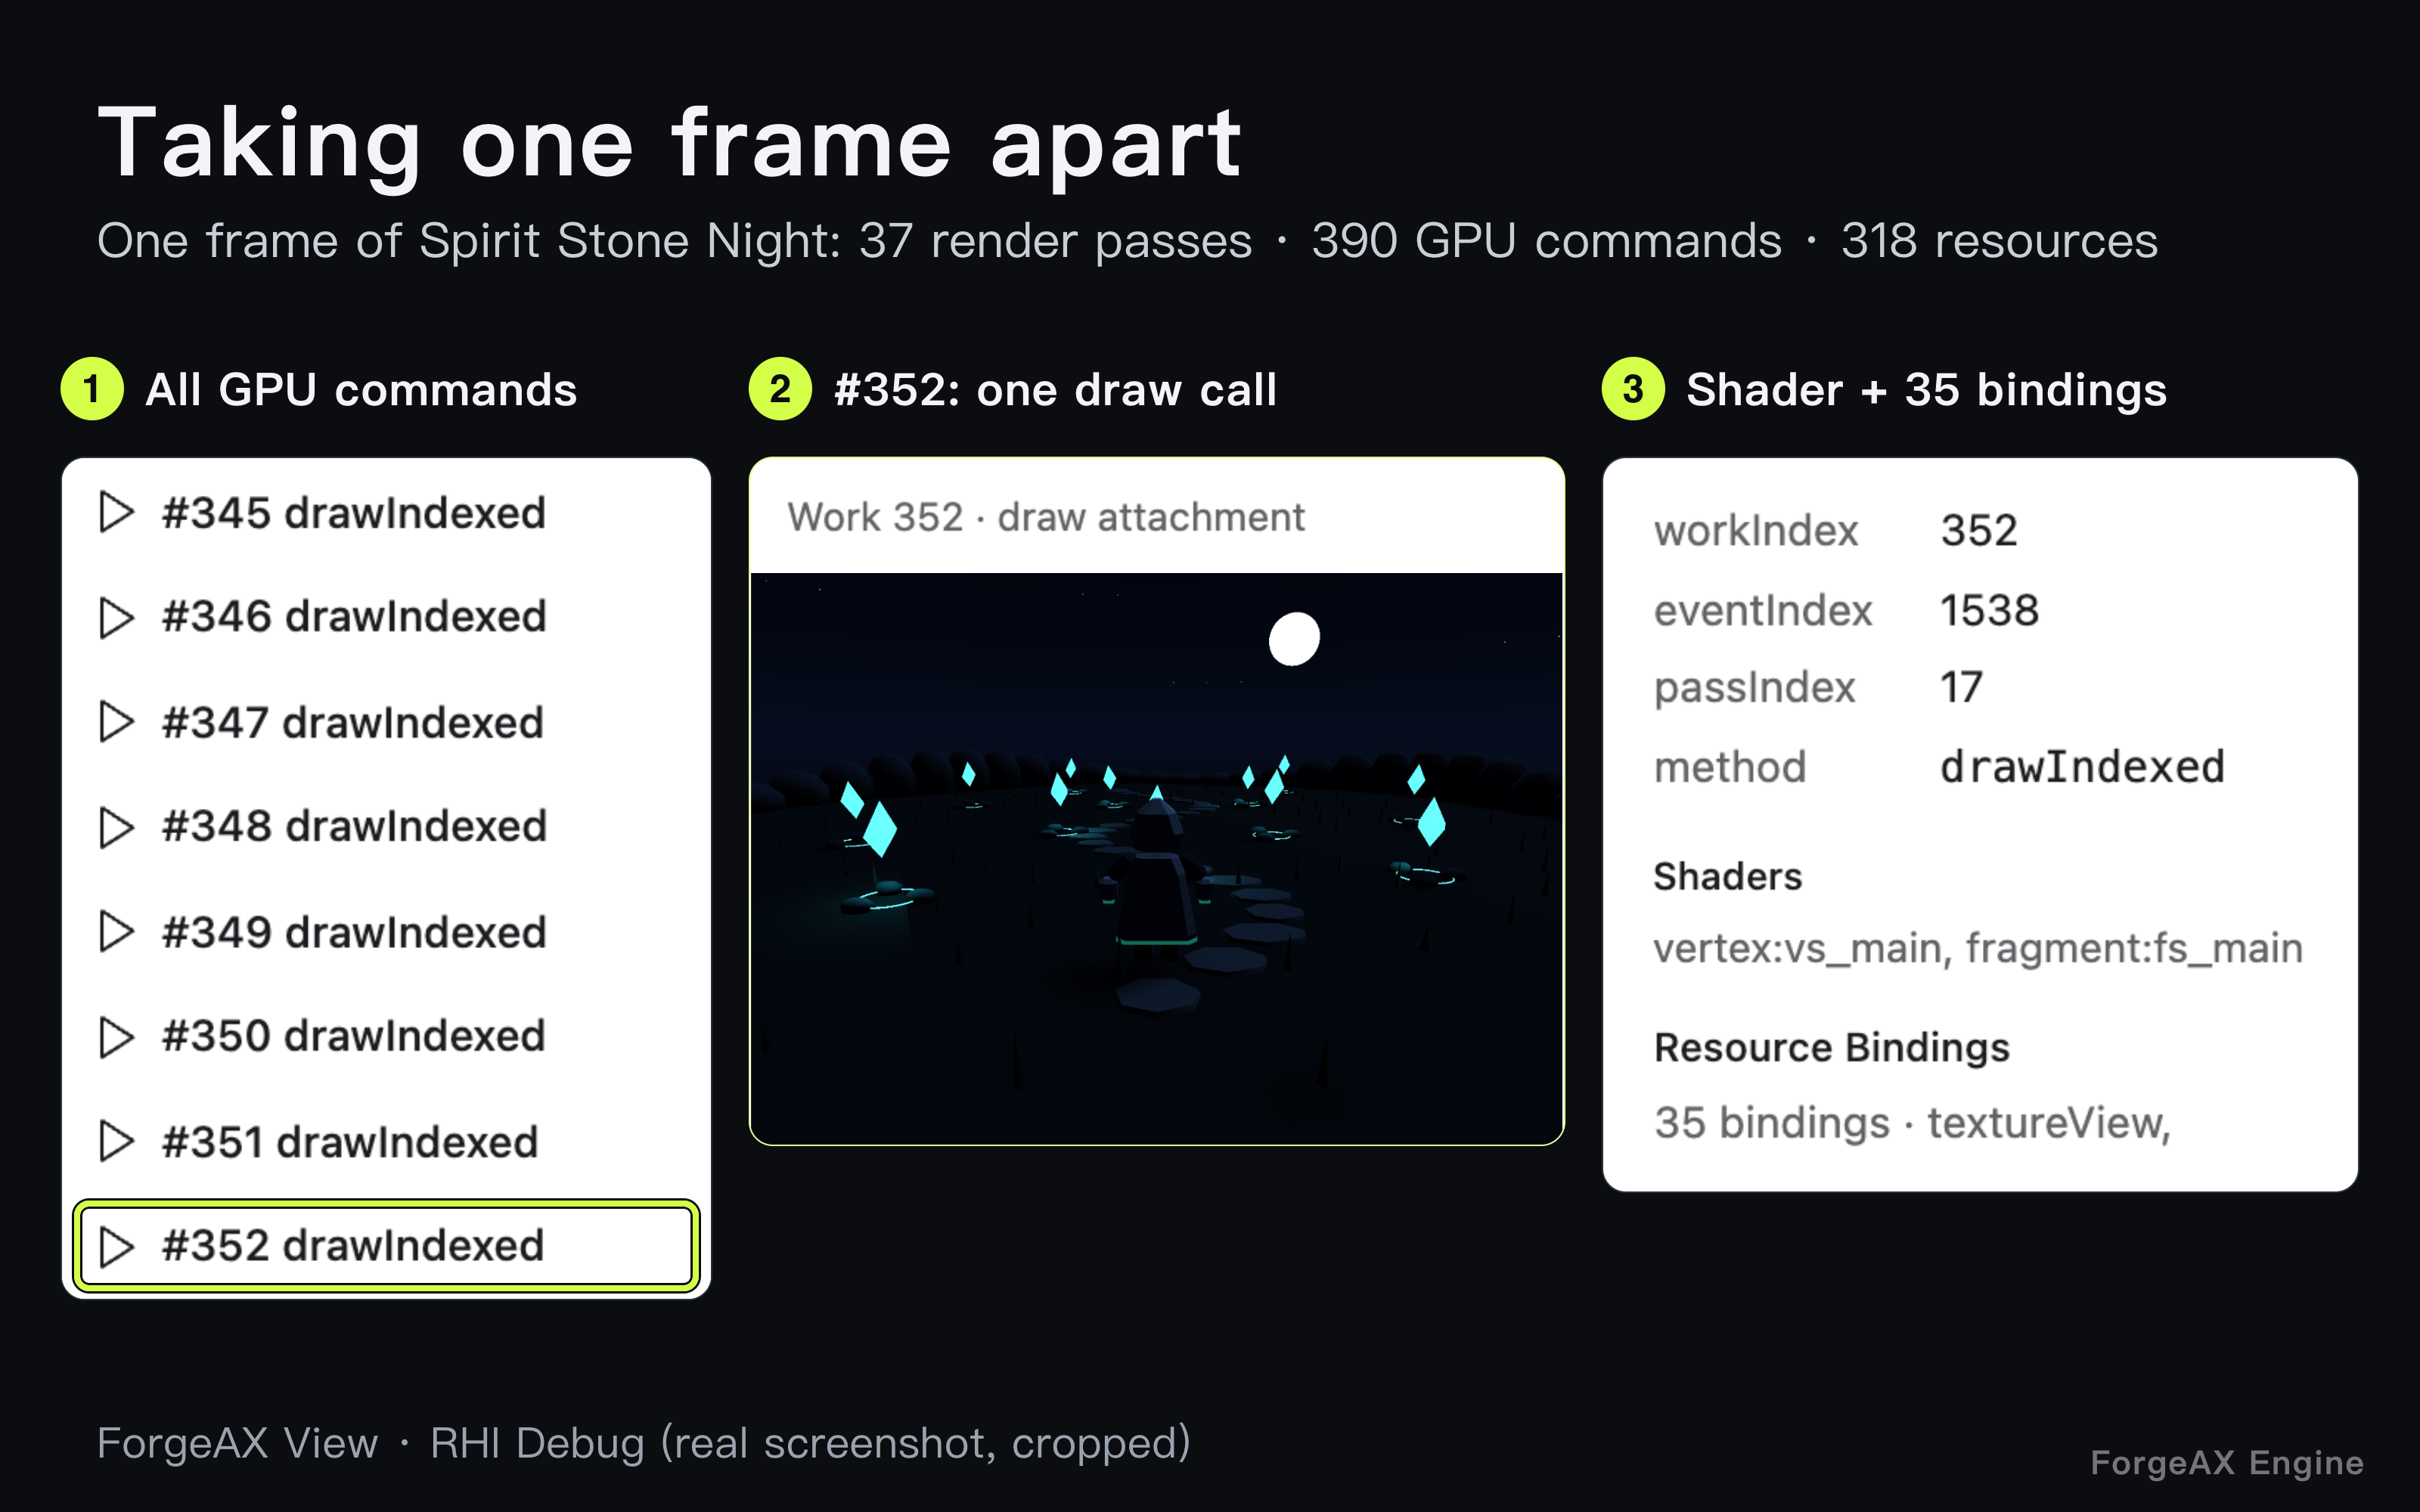 Taking one frame apart
One frame of Spirit Stone Night: 37 render passes · 390 GPU commands · 318 resources
1 All GPU commands
#345 drawIndexed
#346 drawIndexed
#347 drawIndexed
#348 drawIndexed
#349 drawIndexed
#350 drawIndexed
#351 drawIndexed
#352 drawIndexed
2 #352: one draw call
Work 352 · draw attachment
3 Shader + 35 bindings
workIndex 352
eventIndex 1538
passIndex 17
method drawIndexed
Shaders
vertex:vs_main, fragment:fs_main
Resource Bindings
35 bindings · textureView,
ForgeAX View · RHI Debug (real screenshot, cropped)
ForgeAX Engine